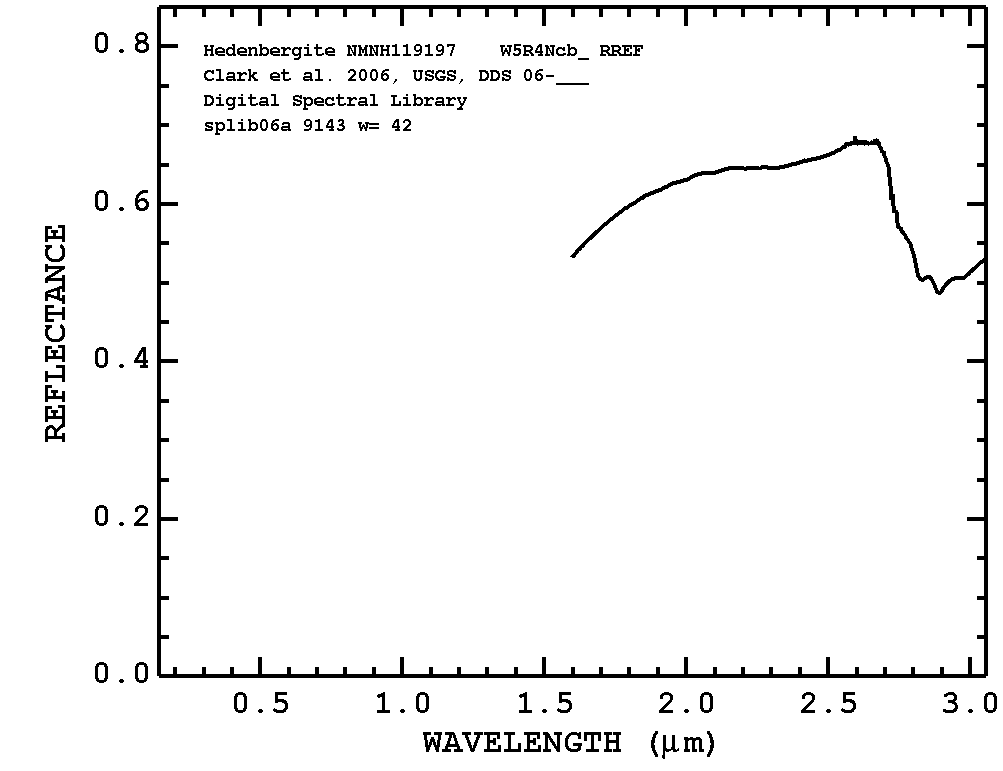 0.8
Hedenbergite NMNH119197 W5R4Ncb_ RREF
Clark et al. 2006, USGS, DDS 06-___
Digital Spectral Library
splib06a 9143 w= 42
0.6
REFLECTANCE
0.4
0.2
0.0
0.5 1.0 1.5 2.0 2.5 3.0
WAVELENGTH (μm)